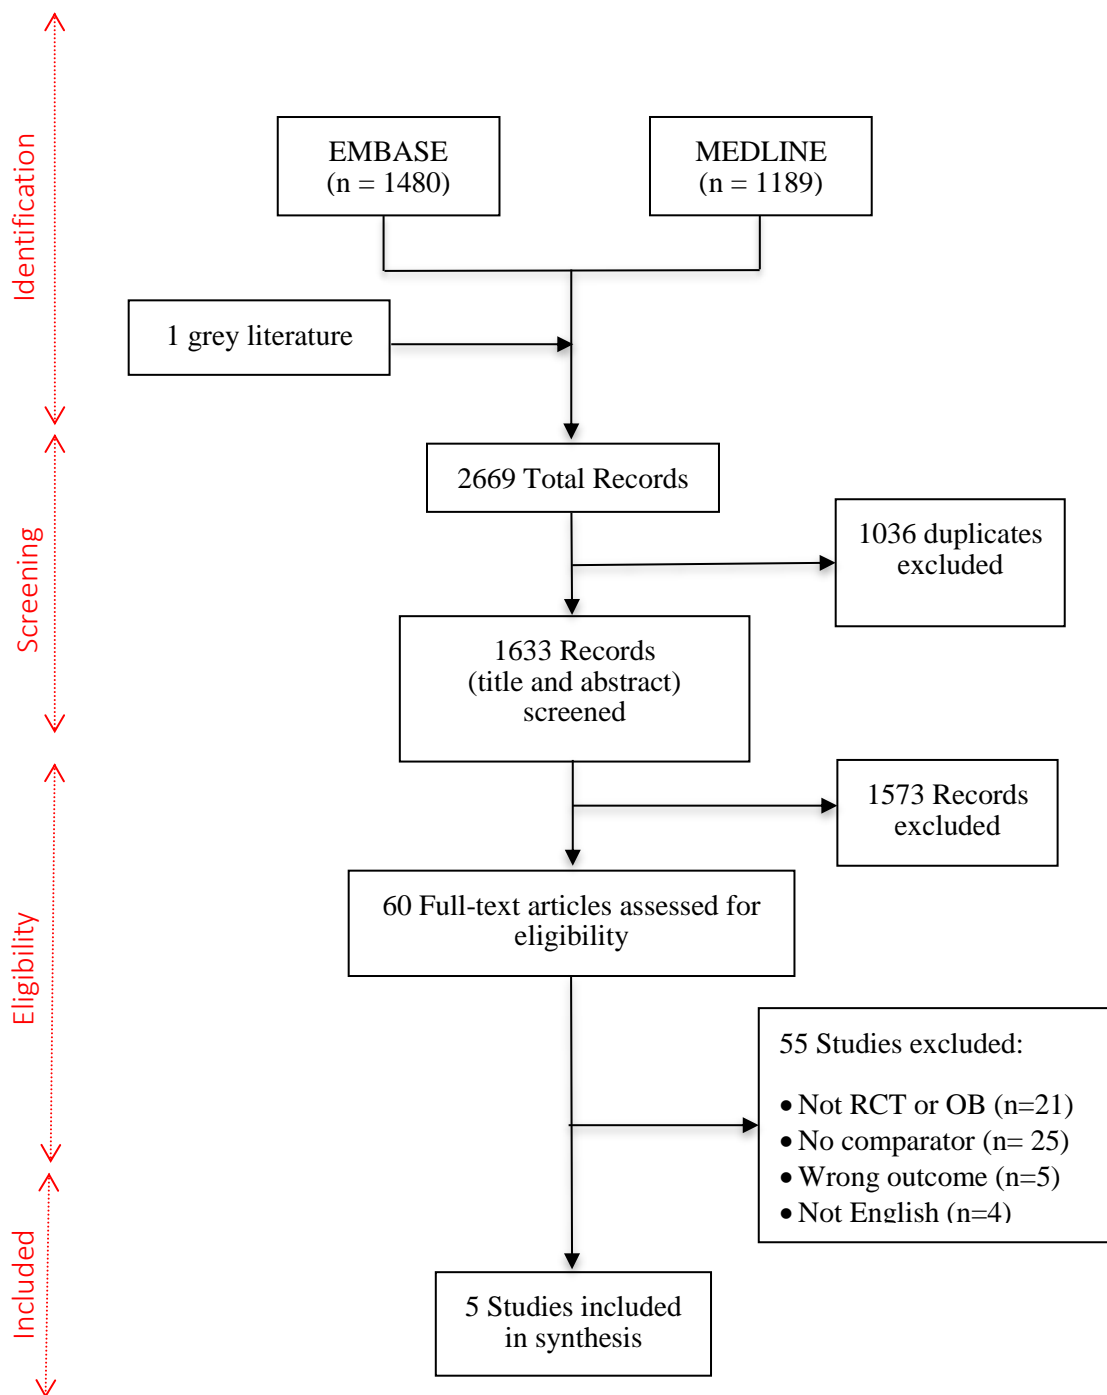 Identification
EMBASE
(n = 1480)
MEDLINE
(n = 1189)
1 grey literature
Screening
2669 Total Records
1036 duplicates
excluded
1633 Records
(title and abstract)
screened
Eligibility
1573 Records
excluded
60 Full-text articles assessed for
eligibility
55 Studies excluded:
• Not RCT or OB (n=21)
• No comparator (n= 25)
• Wrong outcome (n=5)
• Not English (n=4)
Included
5 Studies included
in synthesis